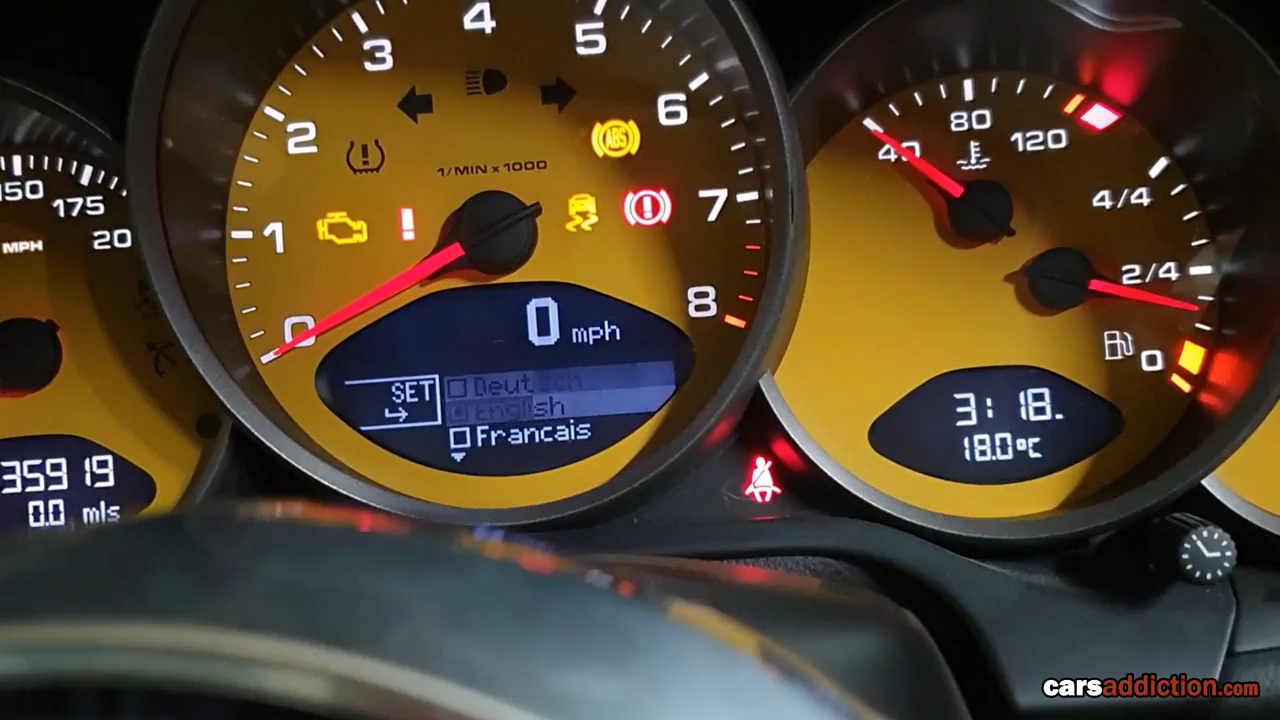 150
175
20
MPH
35919
0.0 mls
0
1
2
3
4
5
6
7
8
1/MIN x 1000
ABS
0 mph
SET
Deutsch
English
Francais
40
80
120
4/4
2/4
0
3:18.
18.0°C
carsaddiction.com